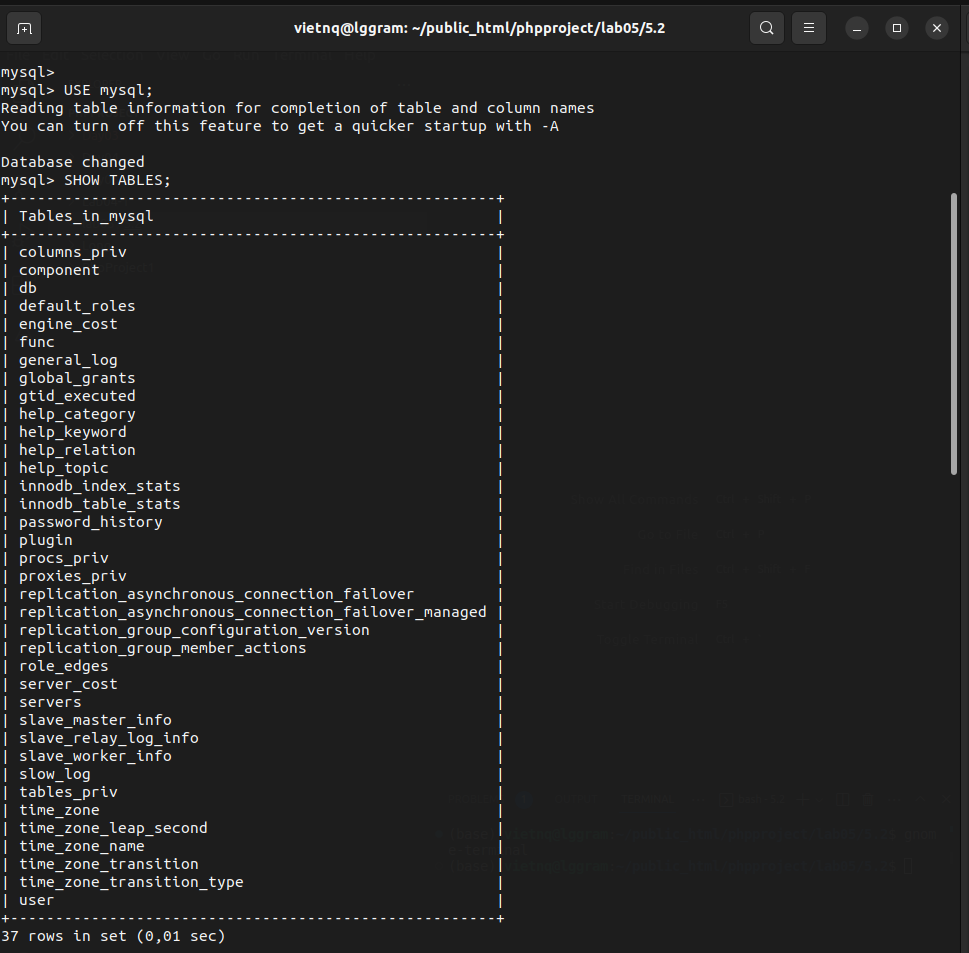 vietnq@lggram: ~/public_html/phpproject/lab05/5.2
mysql>
mysql> USE mysql;
Reading table information for completion of table and column names
You can turn off this feature to get a quicker startup with -A
Database changed
mysql> SHOW TABLES;
+------------------------------------------------------+
| Tables_in_mysql                                      |
+------------------------------------------------------+
| columns_priv                                         |
| component                                            |
| db                                                   |
| default_roles                                        |
| engine_cost                                          |
| func                                                 |
| general_log                                          |
| global_grants                                        |
| gtid_executed                                        |
| help_category                                        |
| help_keyword                                         |
| help_relation                                        |
| help_topic                                           |
| innodb_index_stats                                   |
| innodb_table_stats                                   |
| password_history                                     |
| plugin                                               |
| procs_priv                                           |
| proxies_priv                                         |
| replication_asynchronous_connection_failover         |
| replication_asynchronous_connection_failover_managed |
| replication_group_configuration_version              |
| replication_group_member_actions                     |
| role_edges                                           |
| server_cost                                          |
| servers                                              |
| slave_master_info                                    |
| slave_relay_log_info                                 |
| slave_worker_info                                    |
| slow_log                                             |
| tables_priv                                          |
| time_zone                                            |
| time_zone_leap_second                                |
| time_zone_name                                       |
| time_zone_transition                                 |
| time_zone_transition_type                            |
| user                                                 |
+------------------------------------------------------+
37 rows in set (0,01 sec)